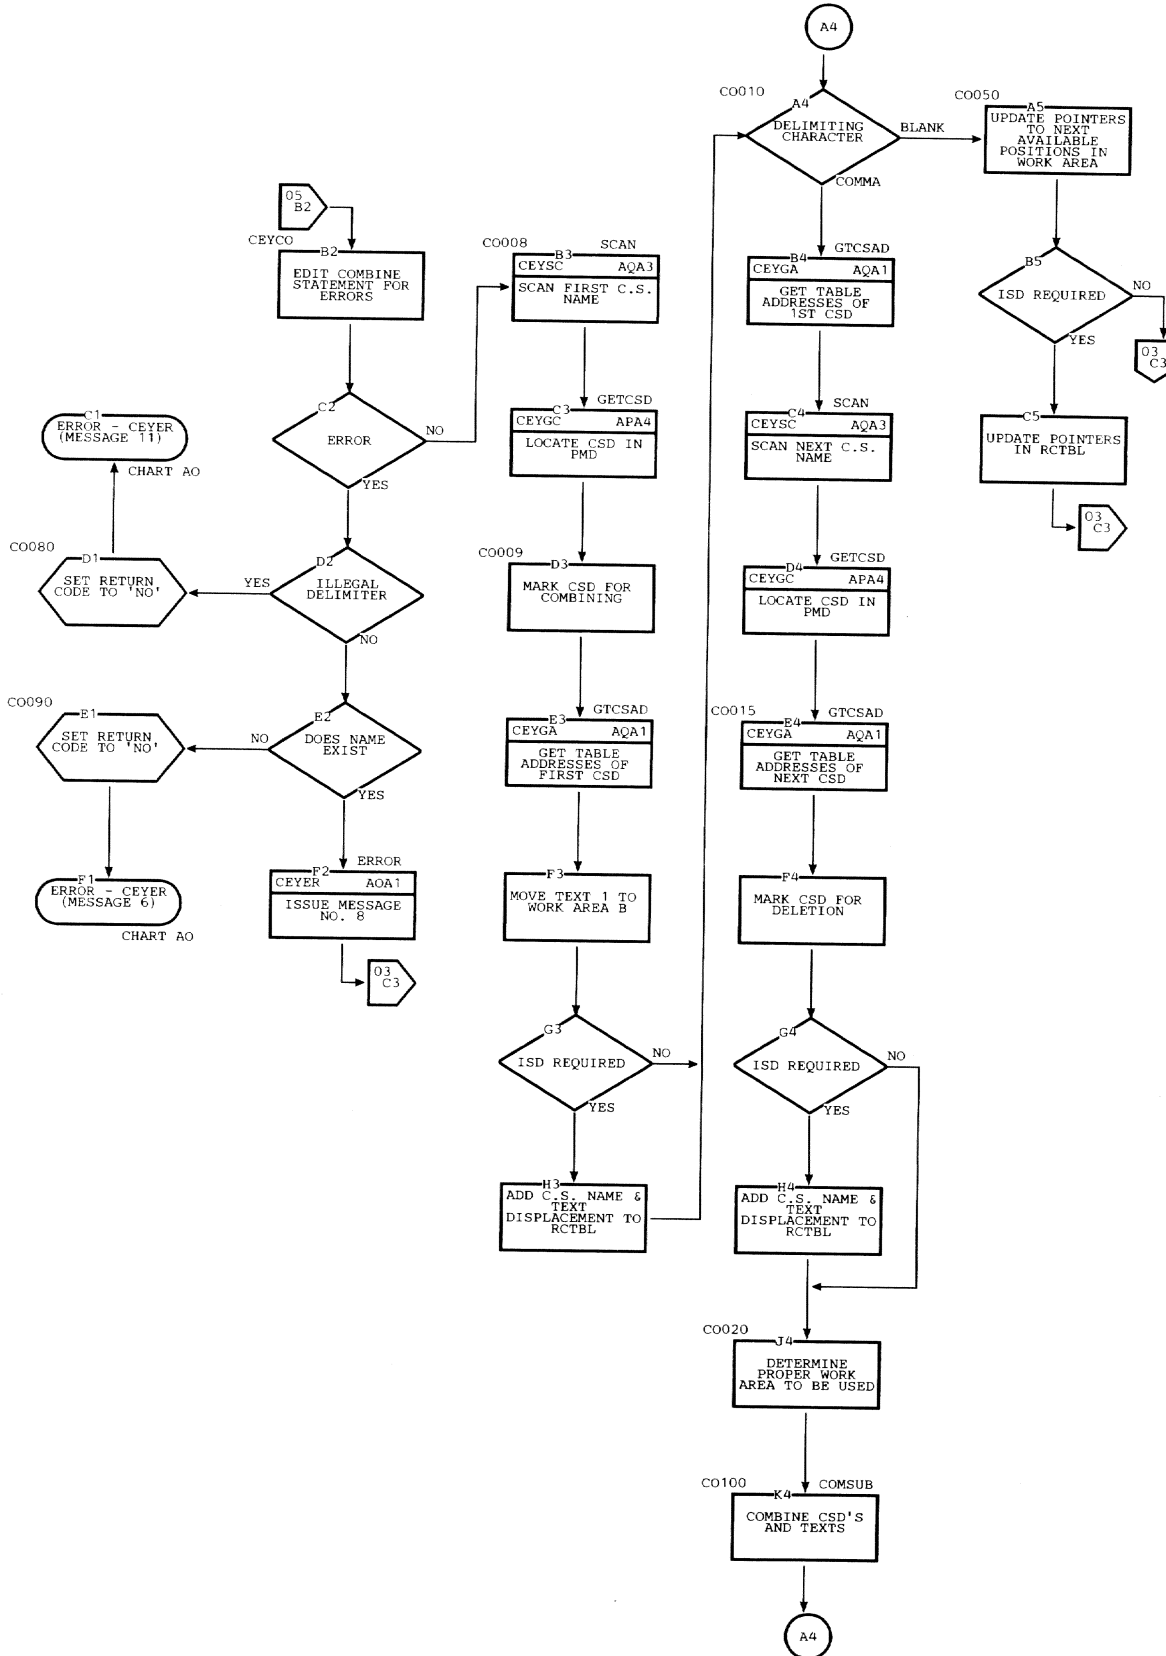 A4
CO010
A4
DELIMITING
CHARACTER
BLANK
COMMA
CO050
A5
UPDATE POINTERS
TO NEXT
AVAILABLE
POSITIONS IN
WORK AREA
B5
ISD REQUIRED
NO
YES
03
C3
C5
UPDATE POINTERS
IN RCTBL
03
C3
05
B2
CEYCO
B2
EDIT COMBINE
STATEMENT FOR
ERRORS
C2
ERROR
NO
YES
C1
ERROR - CEYER
(MESSAGE 11)
CHART AO
CO080
D1
SET RETURN
CODE TO 'NO'
YES
D2
ILLEGAL
DELIMITER
NO
CO090
E1
SET RETURN
CODE TO 'NO'
NO
E2
DOES NAME
EXIST
YES
F1
ERROR - CEYER
(MESSAGE 6)
CHART AO
ERROR
F2
CEYER AOA1
ISSUE MESSAGE
NO. 8
03
C3
CO008
SCAN
B3
CEYSC AQA3
SCAN FIRST C.S.
NAME
GETCSD
C3
CEYGC APA4
LOCATE CSD IN
PMD
CO009
D3
MARK CSD FOR
COMBINING
GTCSAD
E3
CEYGA AQA1
GET TABLE
ADDRESSES OF
FIRST CSD
F3
MOVE TEXT 1 TO
WORK AREA B
G3
ISD REQUIRED
NO
YES
H3
ADD C.S. NAME &
TEXT
DISPLACEMENT TO
RCTBL
GTCSAD
B4
CEYGA AQA1
GET TABLE
ADDRESSES OF
1ST CSD
SCAN
C4
CEYSC AQA3
SCAN NEXT C.S.
NAME
GETCSD
D4
CEYGC APA4
LOCATE CSD IN
PMD
CO015
GTCSAD
E4
CEYGA AQA1
GET TABLE
ADDRESSES OF
NEXT CSD
F4
MARK CSD FOR
DELETION
G4
ISD REQUIRED
NO
YES
H4
ADD C.S. NAME &
TEXT
DISPLACEMENT TO
RCTBL
CO020
J4
DETERMINE
PROPER WORK
AREA TO BE USED
CO100
COMSUB
K4
COMBINE CSD'S
AND TEXTS
A4